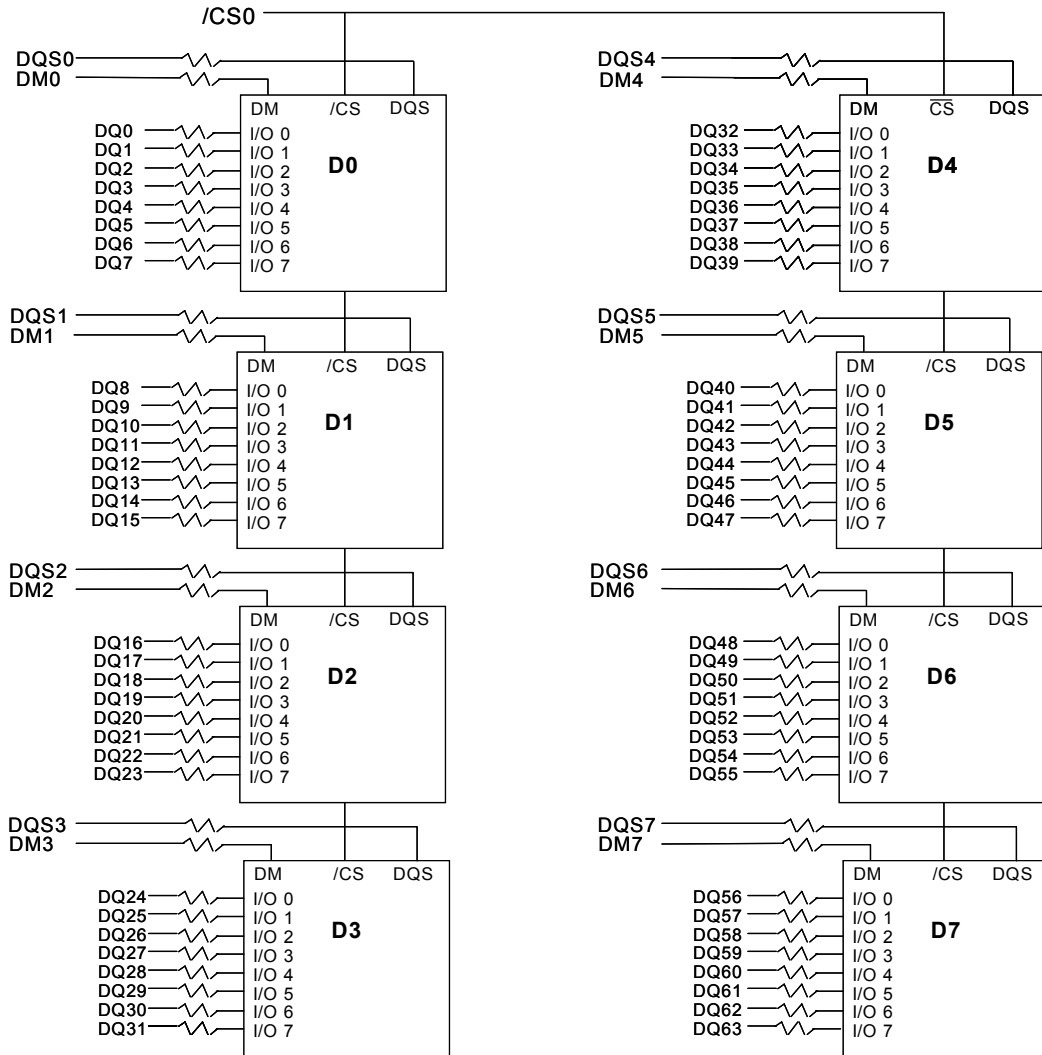 /CS0
DQS0
DM0
DM /CS DQS
D0
DQ0 I/O 0
DQ1 I/O 1
DQ2 I/O 2
DQ3 I/O 3
DQ4 I/O 4
DQ5 I/O 5
DQ6 I/O 6
DQ7 I/O 7
DQS1
DM1
DM /CS DQS
D1
DQ8 I/O 0
DQ9 I/O 1
DQ10 I/O 2
DQ11 I/O 3
DQ12 I/O 4
DQ13 I/O 5
DQ14 I/O 6
DQ15 I/O 7
DQS2
DM2
DM /CS DQS
D2
DQ16 I/O 0
DQ17 I/O 1
DQ18 I/O 2
DQ19 I/O 3
DQ20 I/O 4
DQ21 I/O 5
DQ22 I/O 6
DQ23 I/O 7
DQS3
DM3
DM /CS DQS
D3
DQ24 I/O 0
DQ25 I/O 1
DQ26 I/O 2
DQ27 I/O 3
DQ28 I/O 4
DQ29 I/O 5
DQ30 I/O 6
DQ31 I/O 7
DQS4
DM4
DM C̅S̅ DQS
D4
DQ32 I/O 0
DQ33 I/O 1
DQ34 I/O 2
DQ35 I/O 3
DQ36 I/O 4
DQ37 I/O 5
DQ38 I/O 6
DQ39 I/O 7
DQS5
DM5
DM /CS DQS
D5
DQ40 I/O 0
DQ41 I/O 1
DQ42 I/O 2
DQ43 I/O 3
DQ44 I/O 4
DQ45 I/O 5
DQ46 I/O 6
DQ47 I/O 7
DQS6
DM6
DM /CS DQS
D6
DQ48 I/O 0
DQ49 I/O 1
DQ50 I/O 2
DQ51 I/O 3
DQ52 I/O 4
DQ53 I/O 5
DQ54 I/O 6
DQ55 I/O 7
DQS7
DM7
DM /CS DQS
D7
DQ56 I/O 0
DQ57 I/O 1
DQ58 I/O 2
DQ59 I/O 3
DQ60 I/O 4
DQ61 I/O 5
DQ62 I/O 6
DQ63 I/O 7